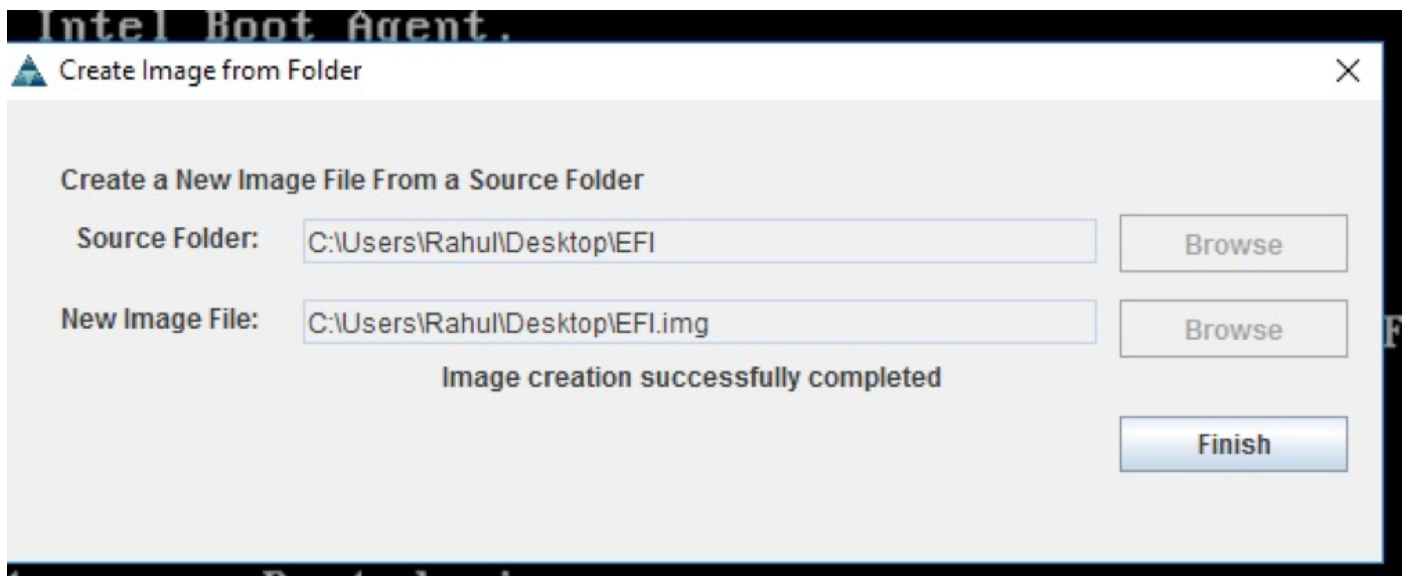 Intel Boot Agent.
Create Image from Folder
Create a New Image File From a Source Folder
Source Folder: C:\Users\Rahul\Desktop\EFI Browse
New Image File: C:\Users\Rahul\Desktop\EFI.img Browse
F
Image creation successfully completed
Finish